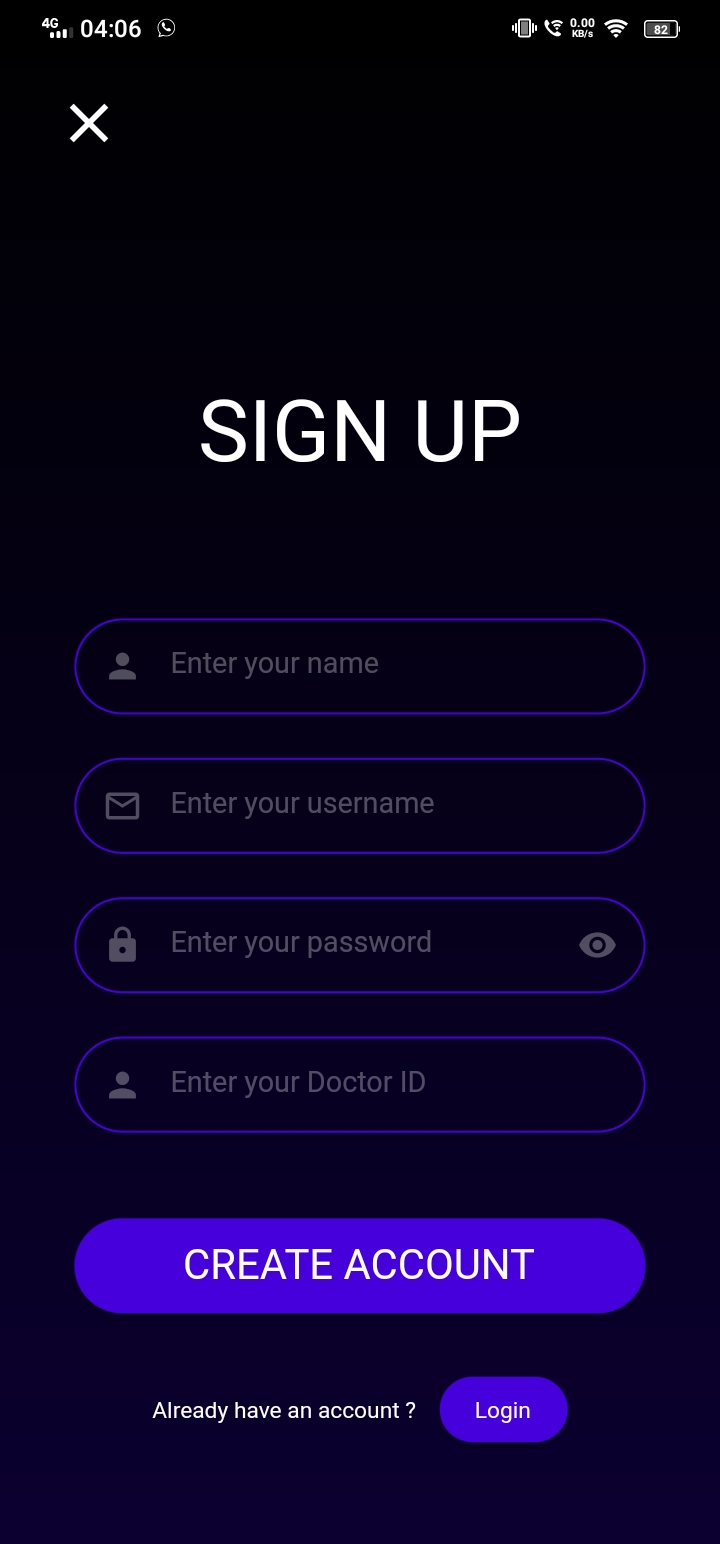 4G 04:06 0.00 KB/s 82
SIGN UP
Enter your name
Enter your username
Enter your password
Enter your Doctor ID
CREATE ACCOUNT
Already have an account ? Login